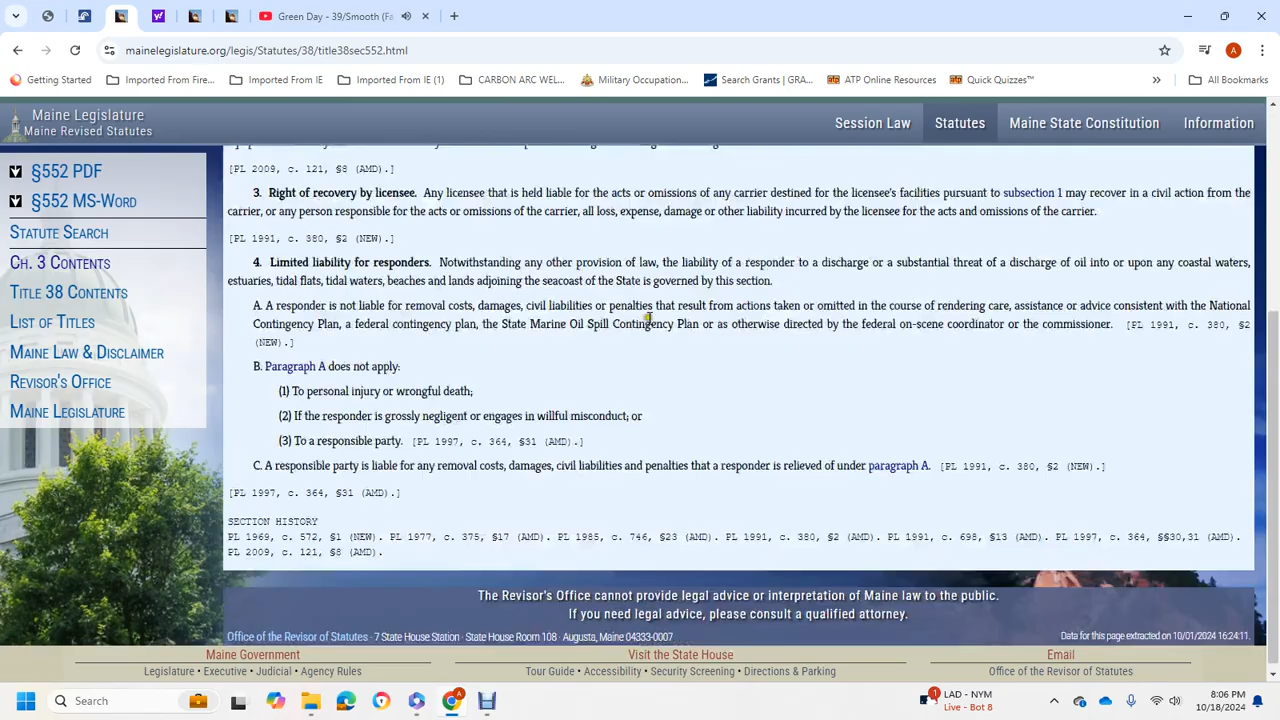 Green Day - 39/Smooth (Fa
mainelegislature.org/legis/Statutes/38/title38sec552.html
A
Getting Started
Imported From Fire...
Imported From IE
Imported From IE (1)
CARBON ARC WEL...
Military Occupation...
Search Grants | GRA...
ATP Online Resources
Quick Quizzes™
»
All Bookmarks
Maine Legislature
Maine Revised Statutes
Session Law
Statutes
Maine State Constitution
Information
§552 PDF
§552 MS-Word
Statute Search
Ch. 3 Contents
Title 38 Contents
List of Titles
Maine Law & Disclaimer
Revisor's Office
Maine Legislature
[PL 2009, c. 121, §8 (AMD).]
3. Right of recovery by licensee. Any licensee that is held liable for the acts or omissions of any carrier destined for the licensee's facilities pursuant to subsection 1 may recover in a civil action from the
carrier, or any person responsible for the acts or omissions of the carrier, all loss, expense, damage or other liability incurred by the licensee for the acts and omissions of the carrier.
[PL 1991, c. 380, §2 (NEW).]
4. Limited liability for responders. Notwithstanding any other provision of law, the liability of a responder to a discharge or a substantial threat of a discharge of oil into or upon any coastal waters,
estuaries, tidal flats, tidal waters, beaches and lands adjoining the seacoast of the State is governed by this section.
A. A responder is not liable for removal costs, damages, civil liabilities or penalties that result from actions taken or omitted in the course of rendering care, assistance or advice consistent with the National
Contingency Plan, a federal contingency plan, the State Marine Oil Spill Contingency Plan or as otherwise directed by the federal on-scene coordinator or the commissioner. [PL 1991, c. 380, §2
(NEW).]
B. Paragraph A does not apply:
(1) To personal injury or wrongful death;
(2) If the responder is grossly negligent or engages in willful misconduct; or
(3) To a responsible party. [PL 1997, c. 364, §31 (AMD).]
C. A responsible party is liable for any removal costs, damages, civil liabilities and penalties that a responder is relieved of under paragraph A. [PL 1991, c. 380, §2 (NEW).]
[PL 1997, c. 364, §31 (AMD).]
SECTION HISTORY
PL 1969, c. 572, §1 (NEW). PL 1977, c. 375, §17 (AMD). PL 1985, c. 746, §23 (AMD). PL 1991, c. 380, §2 (AMD). PL 1991, c. 698, §13 (AMD). PL 1997, c. 364, §§30,31 (AMD).
PL 2009, c. 121, §8 (AMD).
The Revisor's Office cannot provide legal advice or interpretation of Maine law to the public.
If you need legal advice, please consult a qualified attorney.
Office of the Revisor of Statutes · 7 State House Station · State House Room 108 · Augusta, Maine 04333-0007
Data for this page extracted on 10/01/2024 16:24:11.
Maine Government
Visit the State House
Email
Legislature • Executive • Judicial • Agency Rules
Tour Guide • Accessibility • Security Screening • Directions & Parking
Office of the Revisor of Statutes
Search
1
LAD - NYM
Live - Bot 8
8:06 PM
10/18/2024